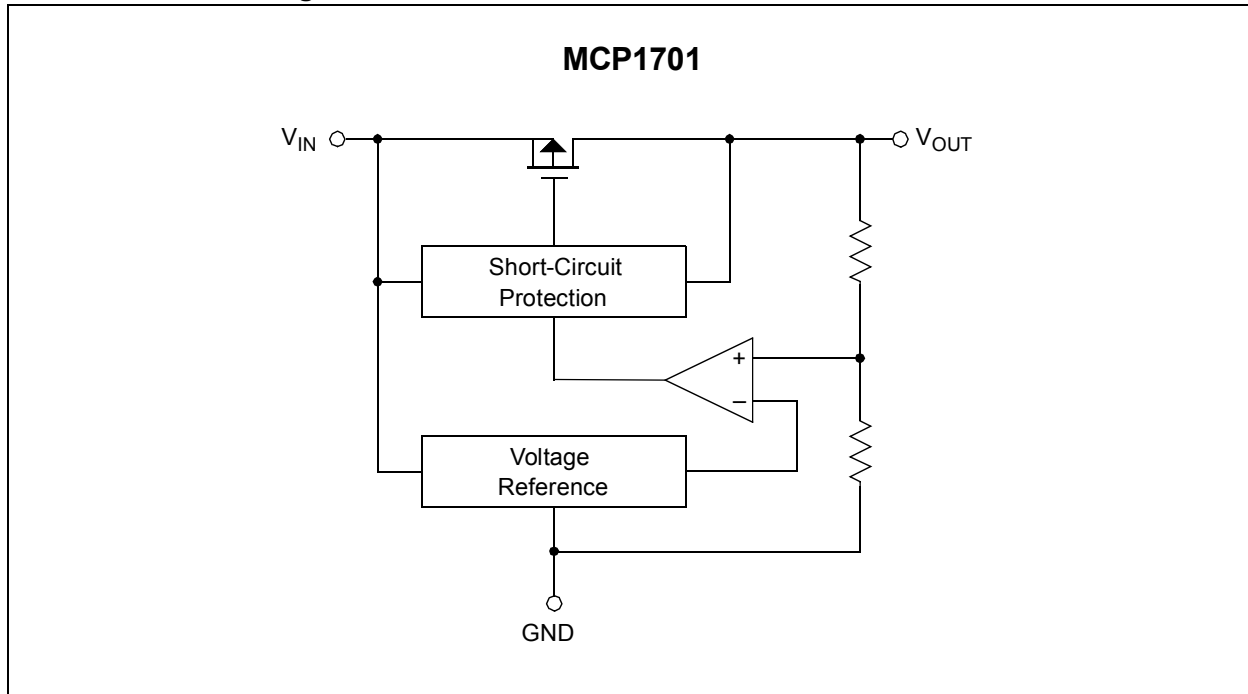 MCP1701
VIN
VOUT
Short-Circuit
Protection
+
–
Voltage
Reference
GND